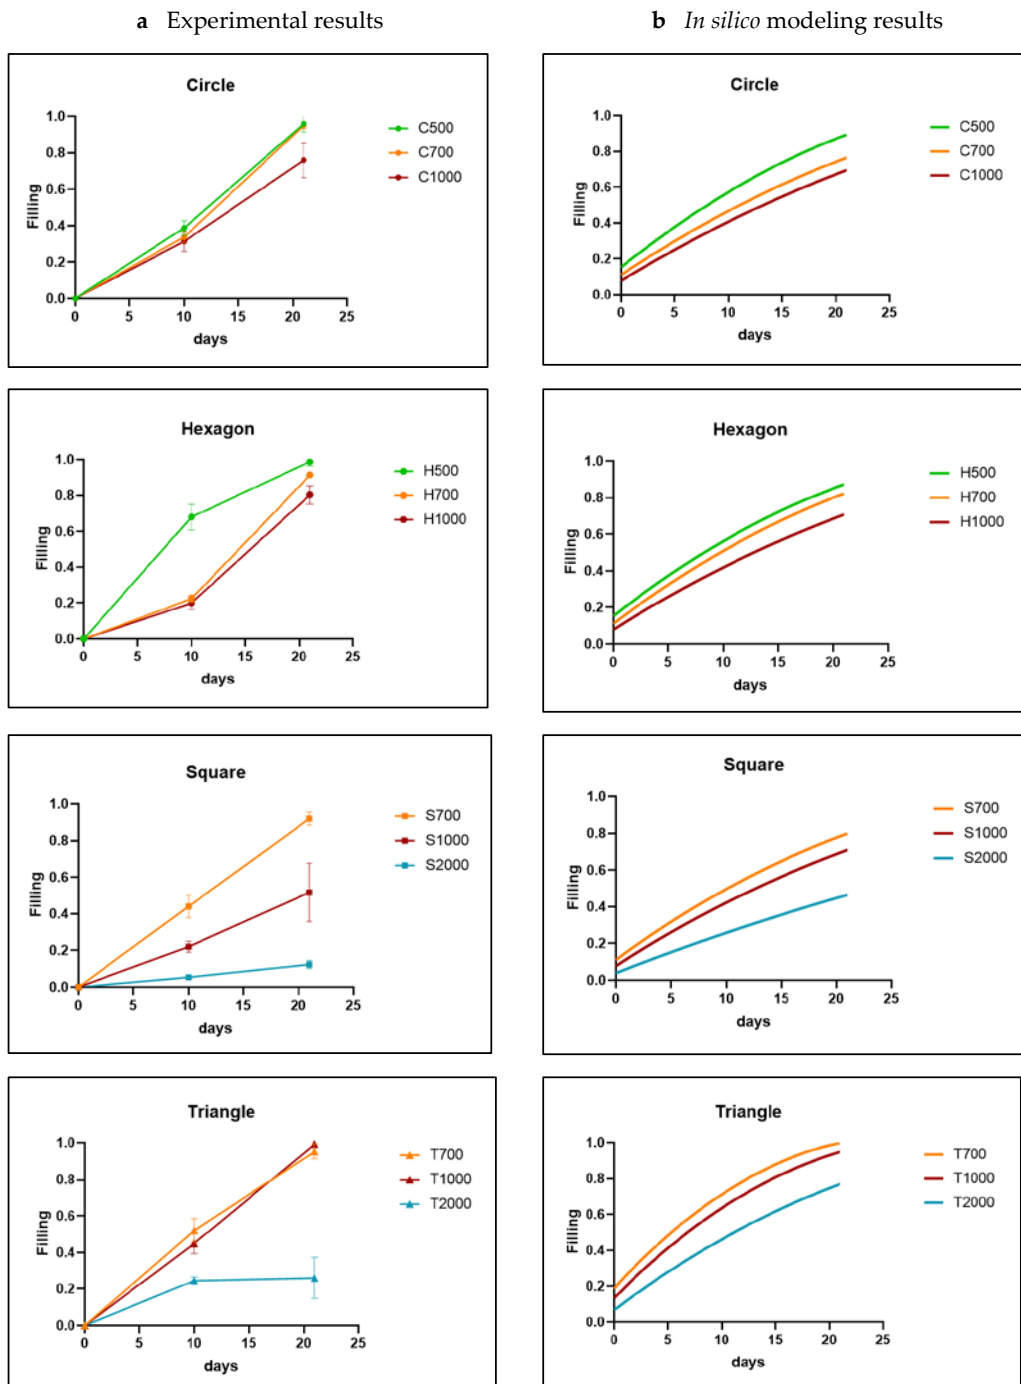 a Experimental results
b In silico modeling results
Circle
1.0
0.8
0.6
0.4
0.2
0.0
Filling
0 5 10 15 20 25
days
C500
C700
C1000
Circle
1.0
0.8
0.6
0.4
0.2
0.0
Filling
0 5 10 15 20 25
days
C500
C700
C1000
Hexagon
1.0
0.8
0.6
0.4
0.2
0.0
Filling
0 5 10 15 20 25
days
H500
H700
H1000
Hexagon
1.0
0.8
0.6
0.4
0.2
0.0
Filling
0 5 10 15 20 25
days
H500
H700
H1000
Square
1.0
0.8
0.6
0.4
0.2
0.0
Filling
0 5 10 15 20 25
days
S700
S1000
S2000
Square
1.0
0.8
0.6
0.4
0.2
0.0
Filling
0 5 10 15 20 25
days
S700
S1000
S2000
Triangle
1.0
0.8
0.6
0.4
0.2
0.0
Filling
0 5 10 15 20 25
days
T700
T1000
T2000
Triangle
1.0
0.8
0.6
0.4
0.2
0.0
Filling
0 5 10 15 20 25
days
T700
T1000
T2000